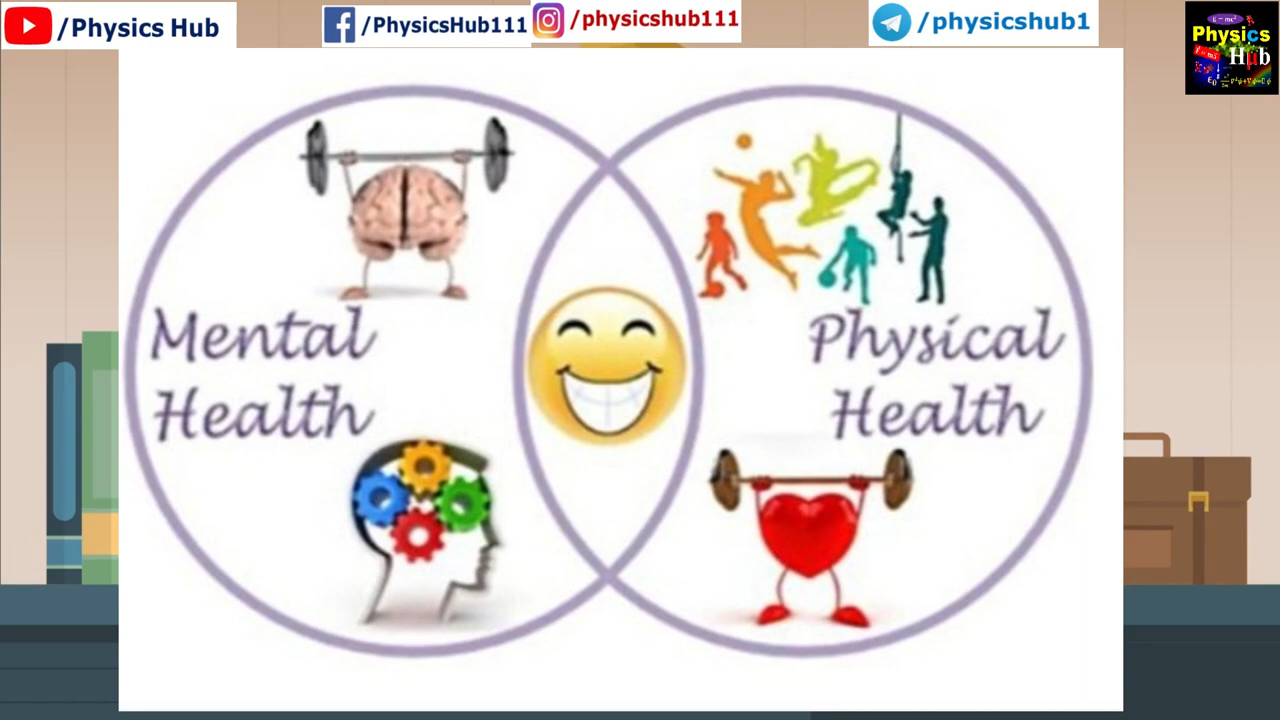 /Physics Hub
/PhysicsHub111
/physicshub111
/physicshub1
Physics
Hub
Mental
Health
Physical
Health